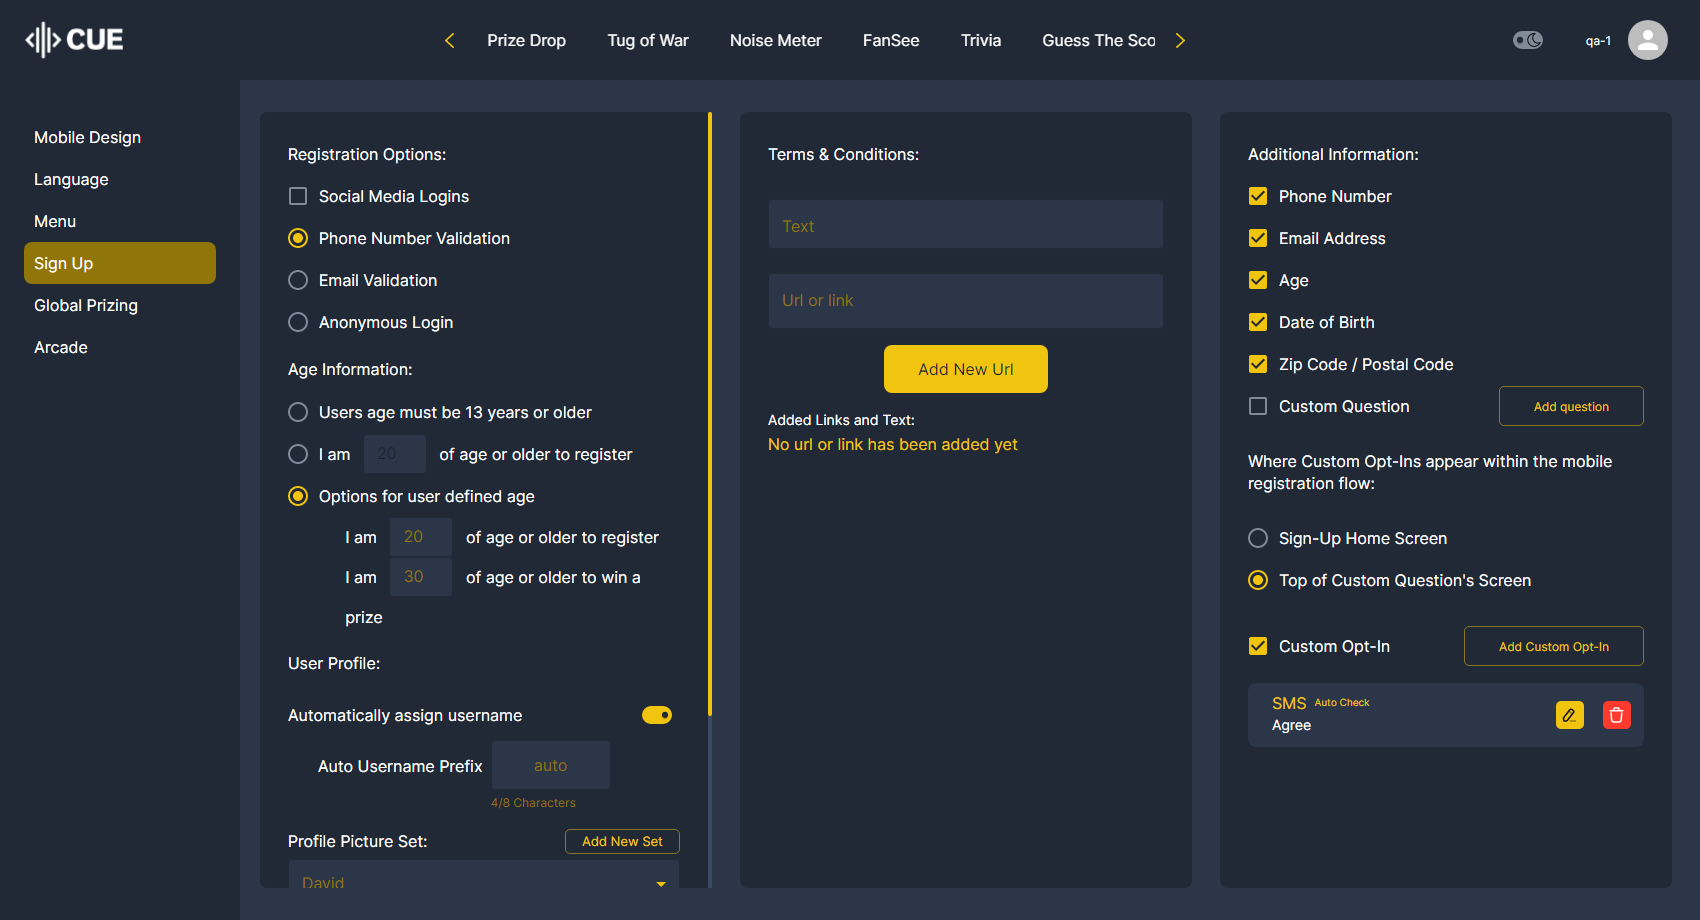 CUE
Prize Drop
Tug of War
Noise Meter
FanSee
Trivia
Guess The Sco
qa-1
Mobile Design
Language
Menu
Sign Up
Global Prizing
Arcade
Registration Options:
Social Media Logins
Phone Number Validation
Email Validation
Anonymous Login
Age Information:
Users age must be 13 years or older
I am 20 of age or older to register
Options for user defined age
I am 20 of age or older to register
I am 30 of age or older to win a
prize
User Profile:
Automatically assign username
Auto Username Prefix auto
4/8 Characters
Profile Picture Set: Add New Set
David
Terms & Conditions:
Text
Url or link
Add New Url
Added Links and Text:
No url or link has been added yet
Additional Information:
Phone Number
Email Address
Age
Date of Birth
Zip Code / Postal Code
Custom Question Add question
Where Custom Opt-Ins appear within the mobile
registration flow:
Sign-Up Home Screen
Top of Custom Question's Screen
Custom Opt-In Add Custom Opt-In
SMS Auto Check
Agree